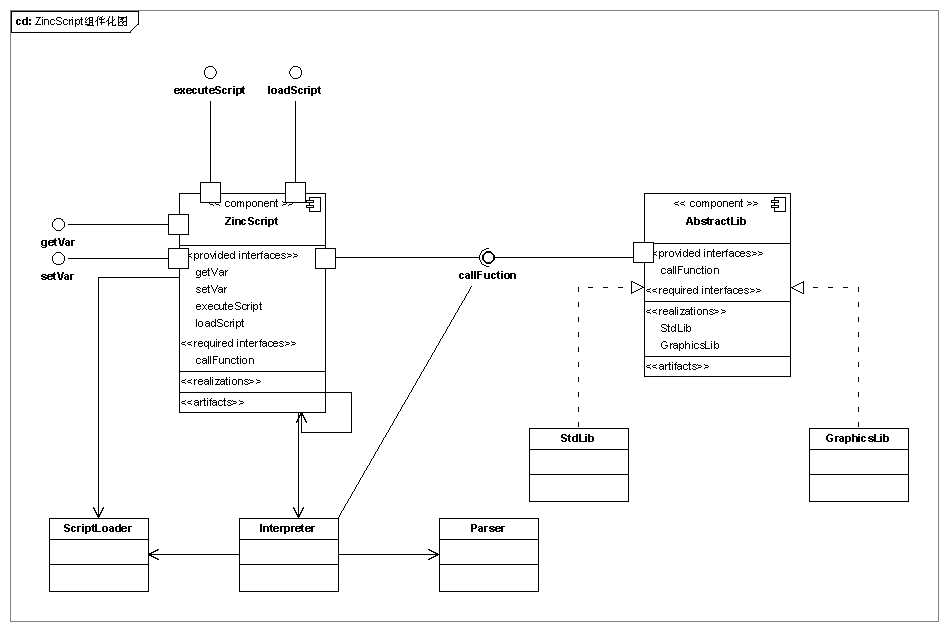 cd: ZincScript组件化图
executeScript
loadScript
<< component >>
ZincScript
getVar
setVar
<<provided interfaces>>
getVar
setVar
executeScript
loadScript
<<required interfaces>>
callFunction
<<realizations>>
<<artifacts>>
callFuction
<< component >>
AbstractLib
<<provided interfaces>>
callFunction
<<required interfaces>>
<<realizations>>
StdLib
GraphicsLib
<<artifacts>>
StdLib
GraphicsLib
ScriptLoader
Interpreter
Parser